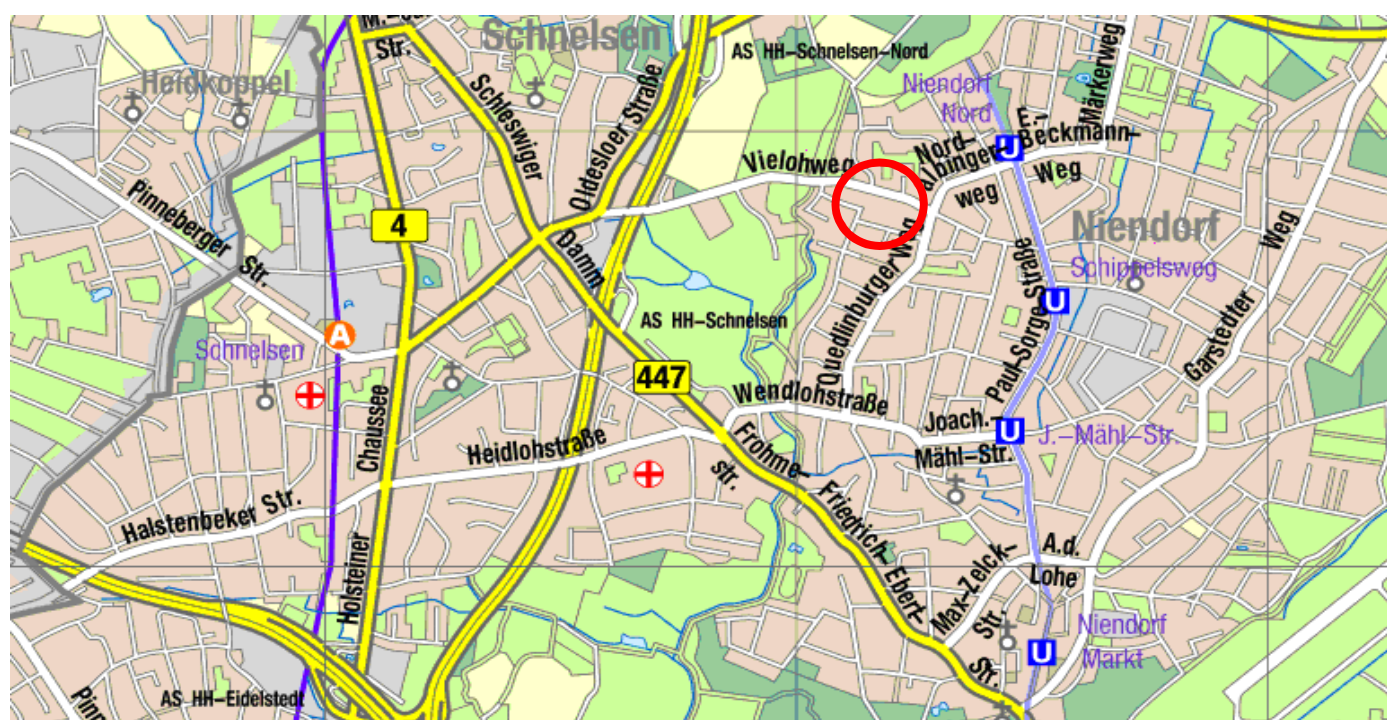 M.-
Str.
Schnelsen
AS HH–Schnelsen–Nord
Heidkoppel
Schleswiger
Damm
Oldesloer Straße
Niendorf
Nord
Märkerweg
E.–
Beckmann–
Weg
Nord–
albinger–
weg
Vielohweg
Pinneberger
Str.
4
Niendorf
Schippelsweg
U
U
U
U
A
Schnelsen
AS HH–Schnelsen
Quedlinburger Weg
Paul–Sorge–Straße
Garstedter
Weg
447
Wendlohstraße
Joach.–
Mähl–Str.
J.–Mähl–Str.
Holsteiner
Chaussee
Heidlohstraße
Frohme–
str.
Halstenbeker Str.
Friedrich–
Ebert–
Str.
Max–Zelck–
Str.
A.d.
Lohe
Niendorf
Markt
AS HH–Eidelstedt